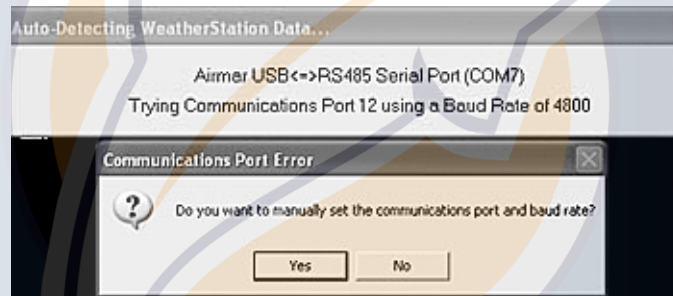 Auto-Detecting WeatherStation Data...
Airmar USB<=>RS485 Serial Port (COM7)
Trying Communications Port 12 using a Baud Rate of 4800
Communications Port Error
Do you want to manually set the communications port and baud rate?
Yes
No